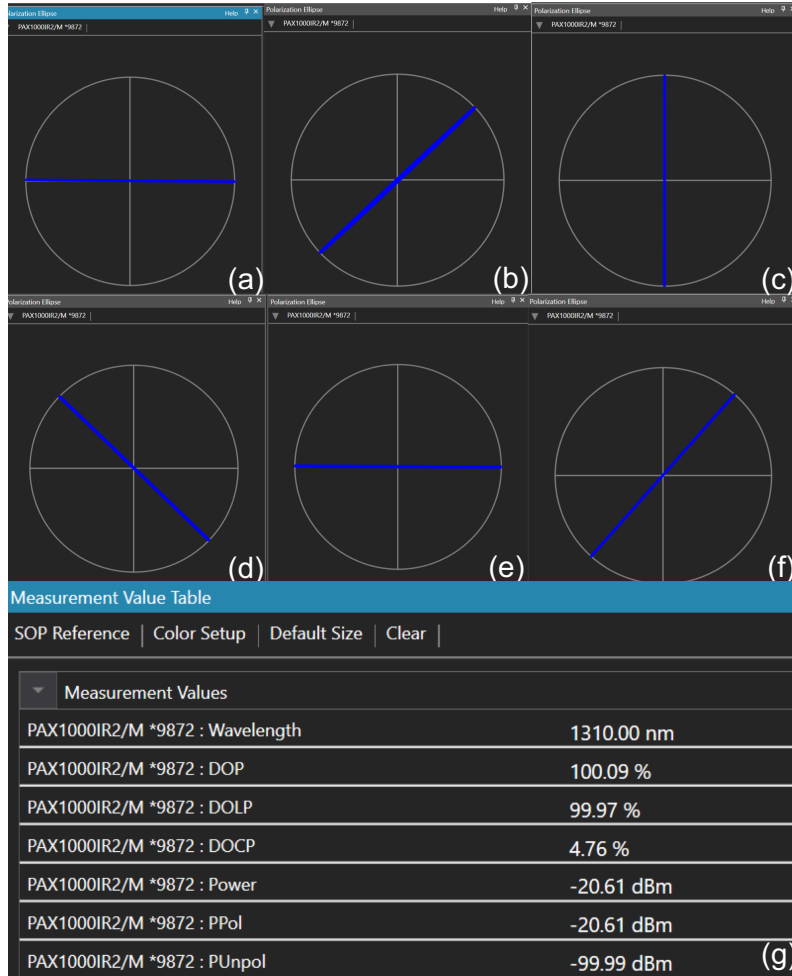 Polarization Ellipse Help
PAX1000IR2/M *9872 |
(a)
Polarization Ellipse Help
PAX1000IR2/M *9872 |
(b)
Polarization Ellipse Help
PAX1000IR2/M *9872 |
(c)
Polarization Ellipse Help
PAX1000IR2/M *9872 |
(d)
Polarization Ellipse Help
PAX1000IR2/M *9872 |
(e)
Polarization Ellipse Help
PAX1000IR2/M *9872 |
(f)
Measurement Value Table
SOP Reference | Color Setup | Default Size | Clear |
Measurement Values
PAX1000IR2/M *9872 : Wavelength 1310.00 nm
PAX1000IR2/M *9872 : DOP 100.09 %
PAX1000IR2/M *9872 : DOLP 99.97 %
PAX1000IR2/M *9872 : DOCP 4.76 %
PAX1000IR2/M *9872 : Power -20.61 dBm
PAX1000IR2/M *9872 : PPol -20.61 dBm
PAX1000IR2/M *9872 : PUnpol -99.99 dBm
(g)